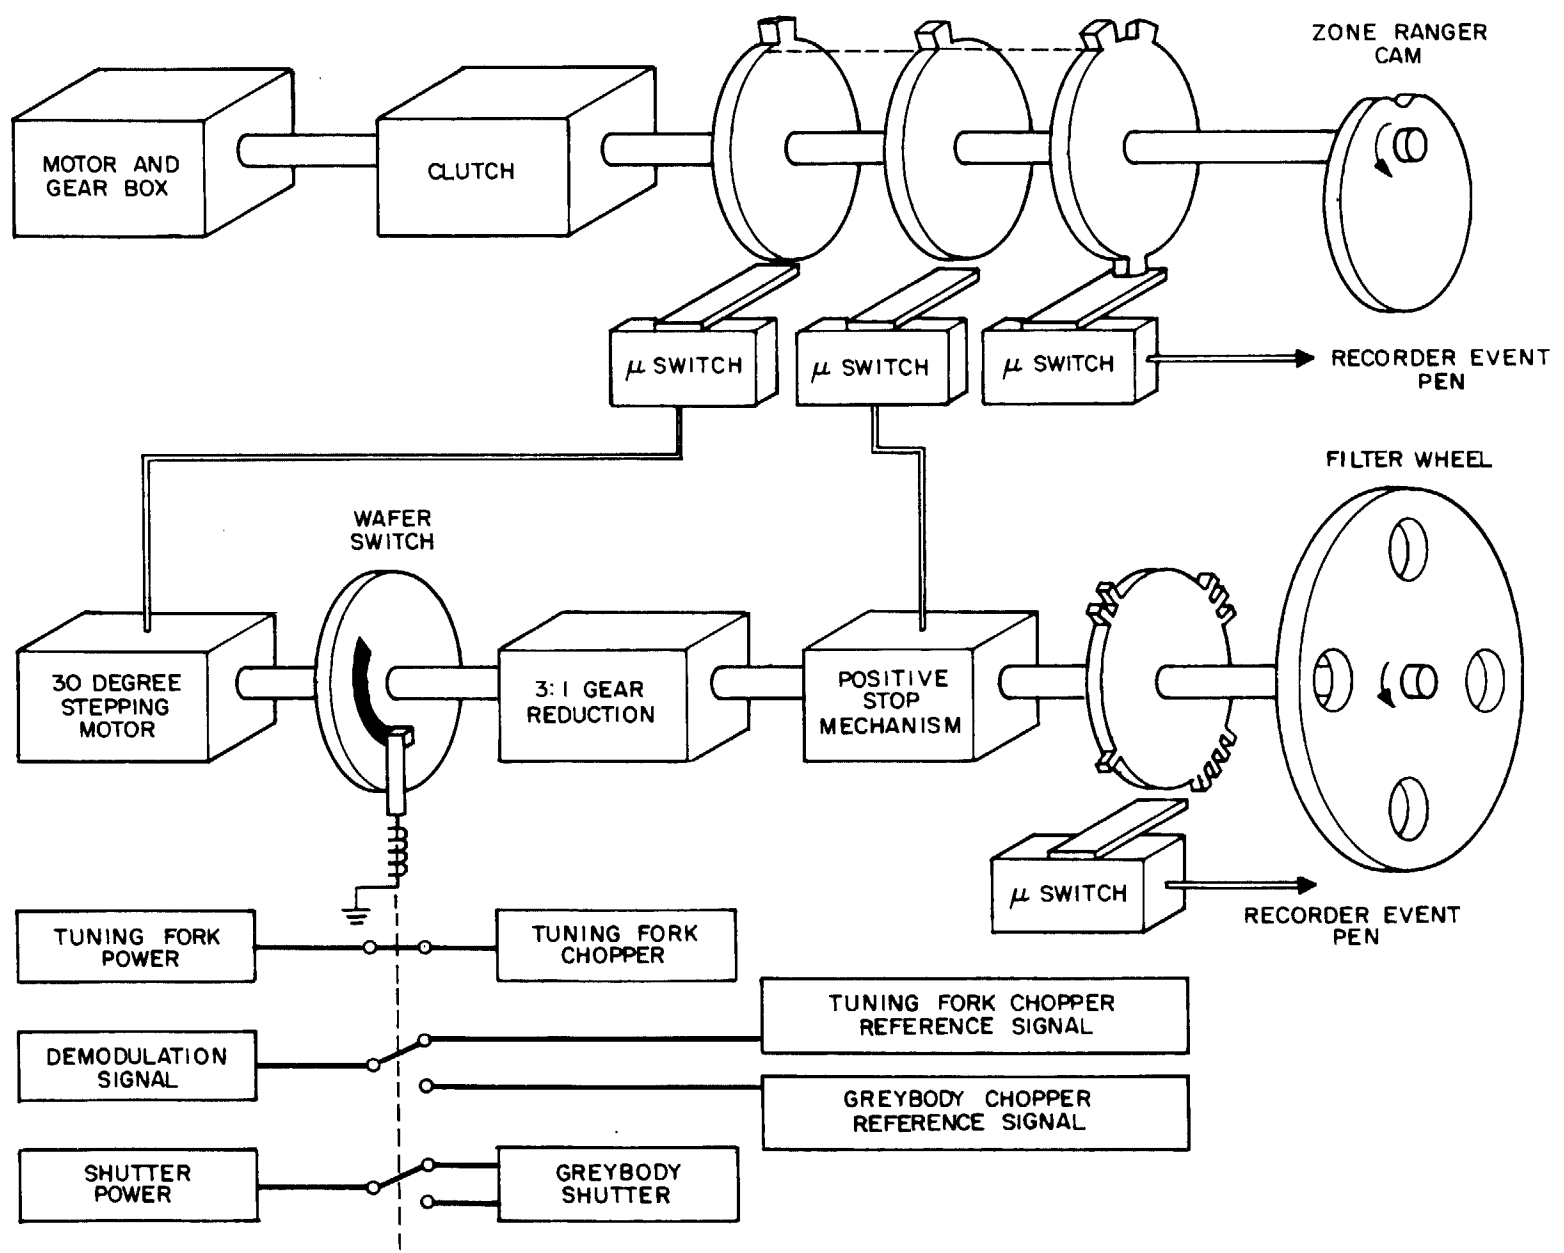 ZONE RANGER
CAM
MOTOR AND
GEAR BOX
CLUTCH
μ SWITCH
μ SWITCH
μ SWITCH
RECORDER EVENT
PEN
FILTER WHEEL
WAFER
SWITCH
30 DEGREE
STEPPING
MOTOR
3:1 GEAR
REDUCTION
POSITIVE
STOP
MECHANISM
μ SWITCH
RECORDER EVENT
PEN
TUNING FORK
POWER
TUNING FORK
CHOPPER
TUNING FORK CHOPPER
REFERENCE SIGNAL
DEMODULATION
SIGNAL
GREYBODY CHOPPER
REFERENCE SIGNAL
SHUTTER
POWER
GREYBODY
SHUTTER